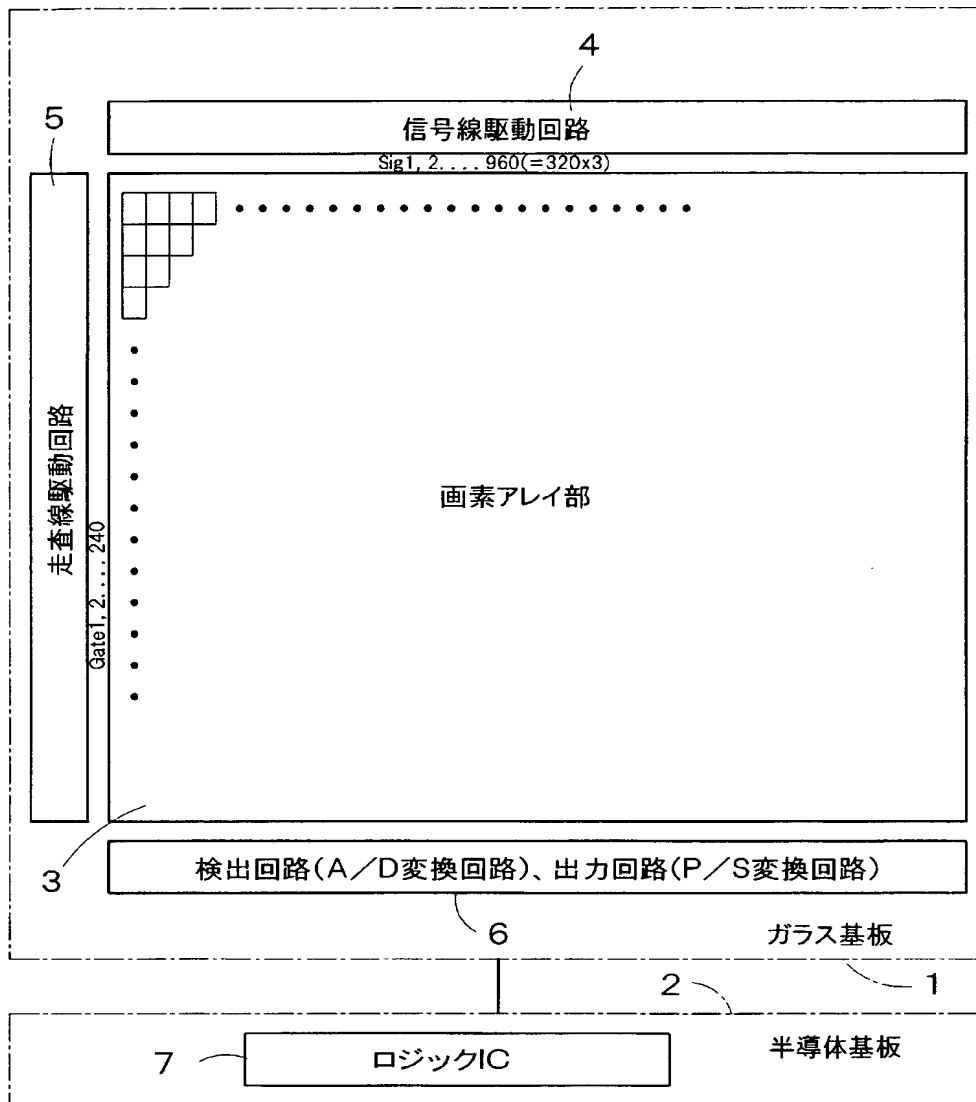 4
信号線駆動回路
5
Sig1, 2....960(=320x3)
走査線駆動回路
Gate1, 2....240
画素アレイ部
3
検出回路(A/D変換回路)、出力回路(P/S変換回路)
6
ガラス基板
1
2
半導体基板
7
ロジックIC